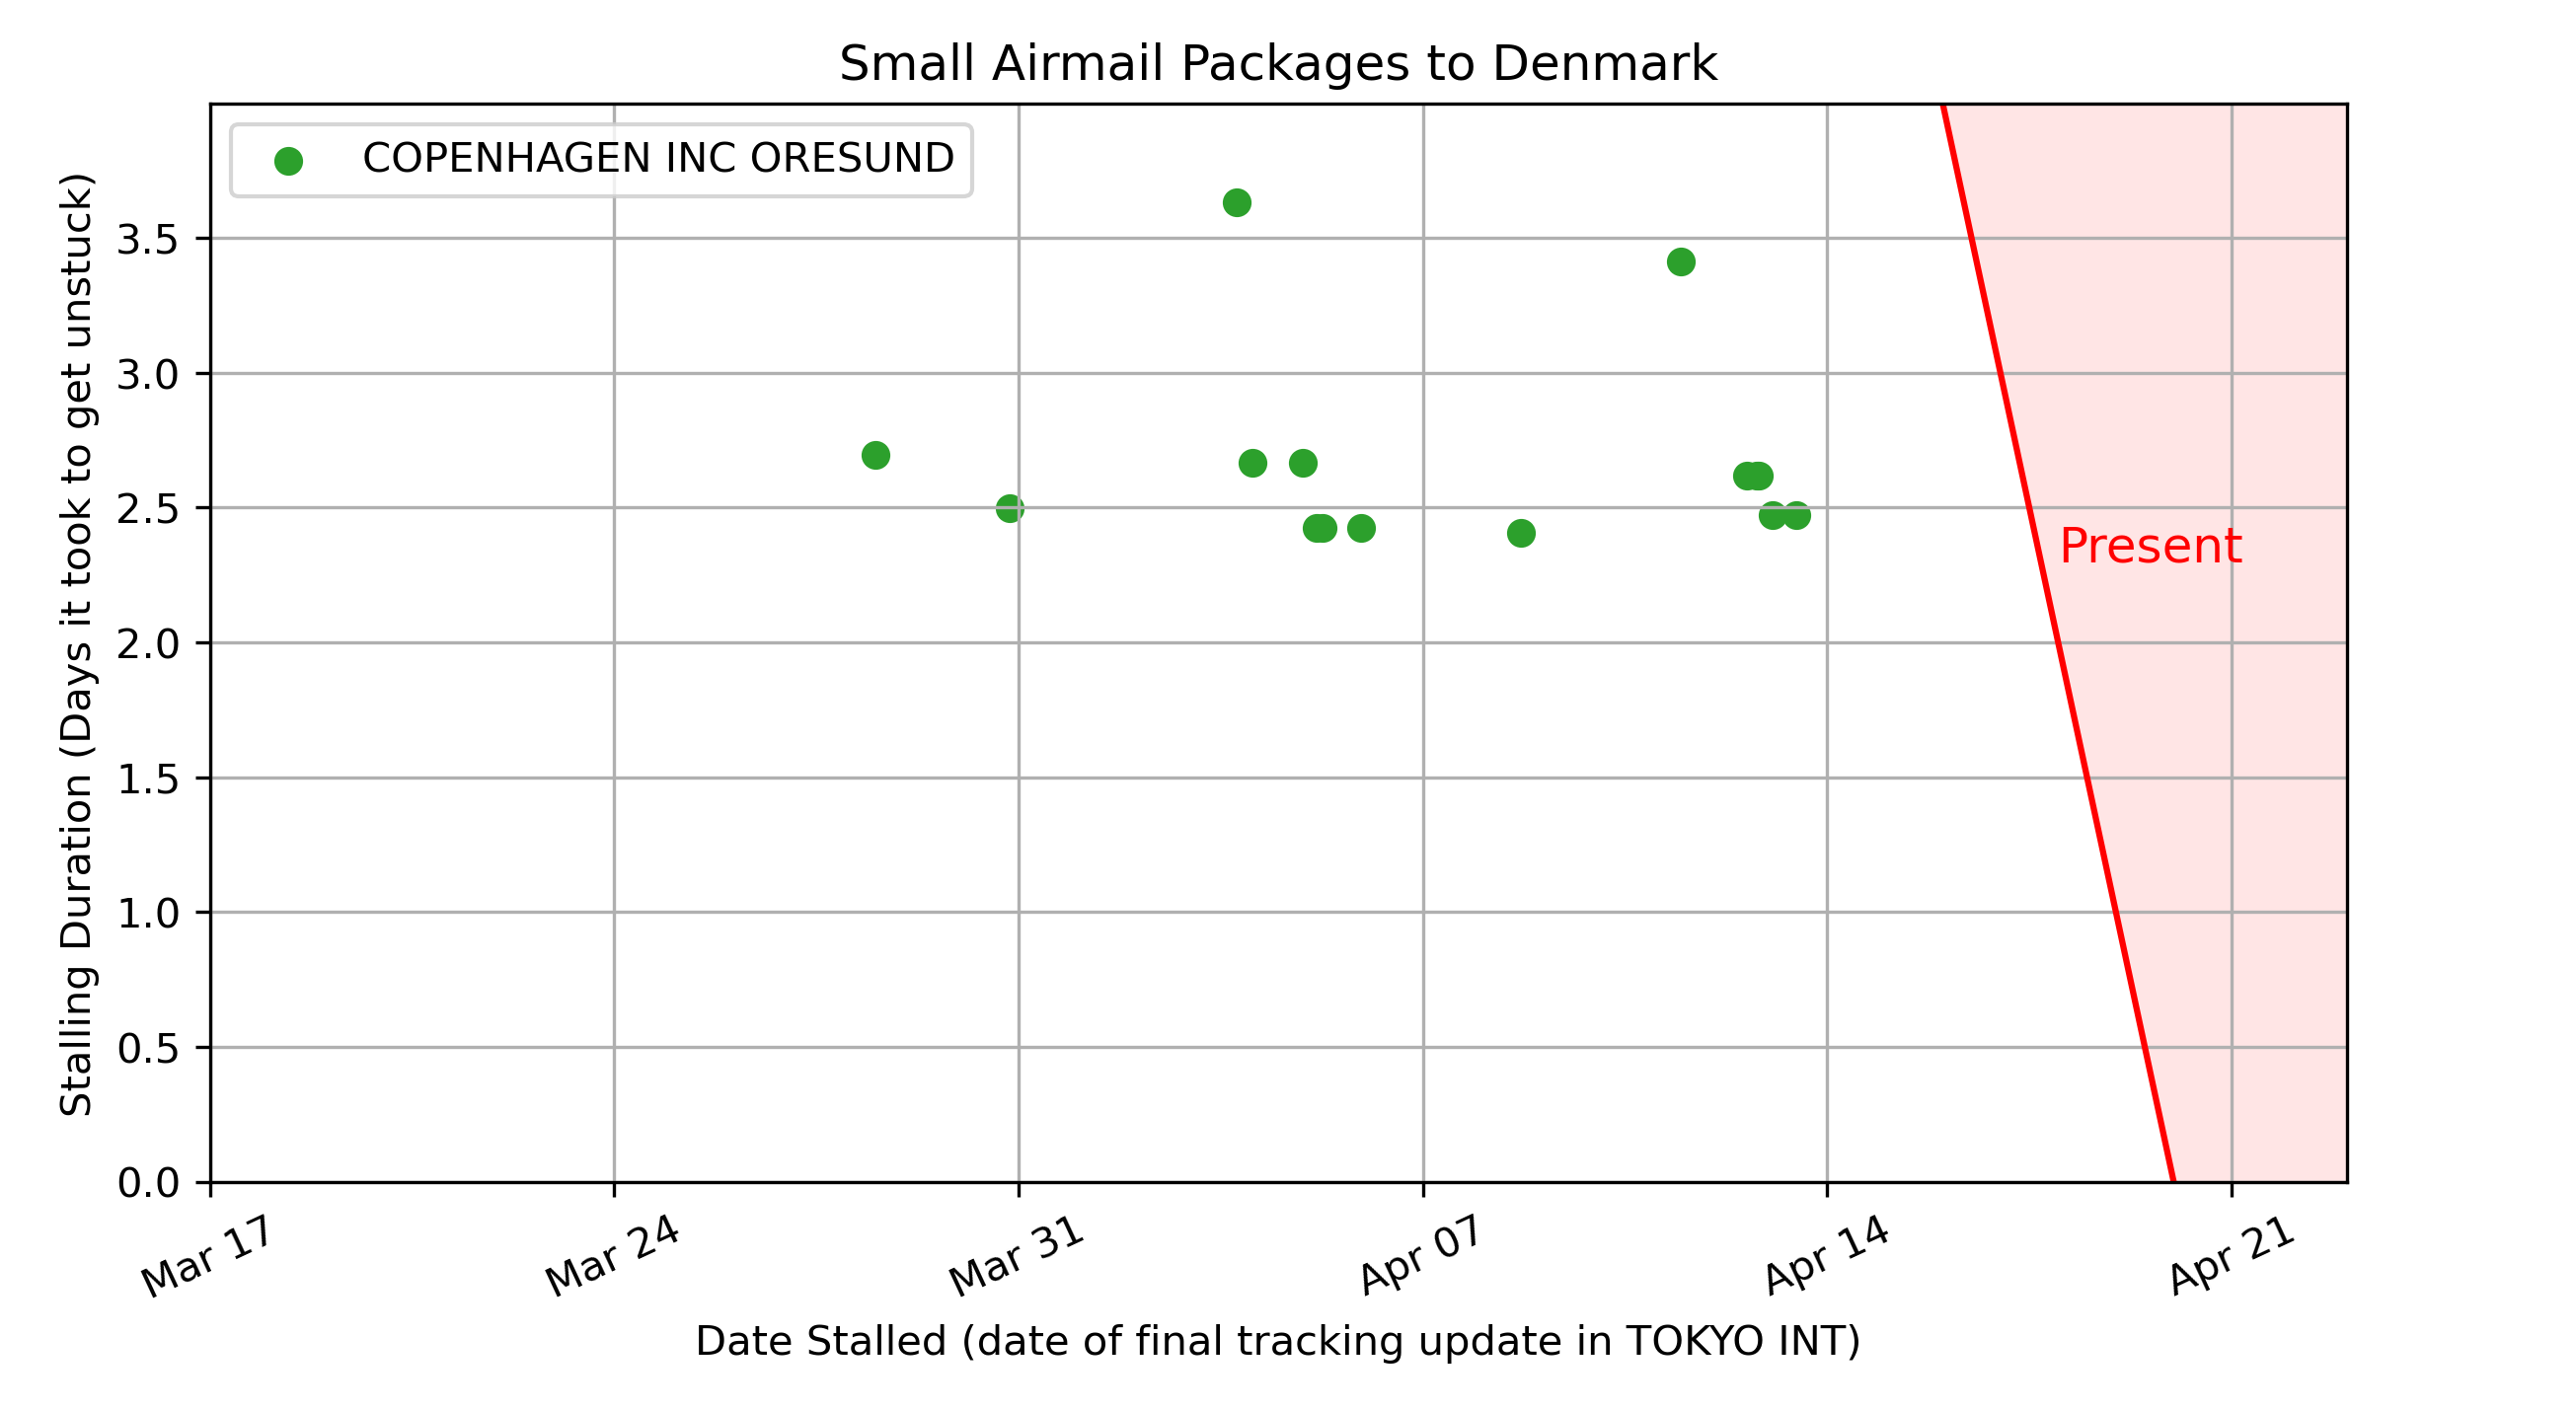 Small Airmail Packages to Denmark
COPENHAGEN INC ORESUND
Stalling Duration (Days it took to get unstuck)
3.5
3.0
2.5
2.0
1.5
1.0
0.5
0.0
Present
Mar 17
Mar 24
Mar 31
Apr 07
Apr 14
Apr 21
Date Stalled (date of final tracking update in TOKYO INT)